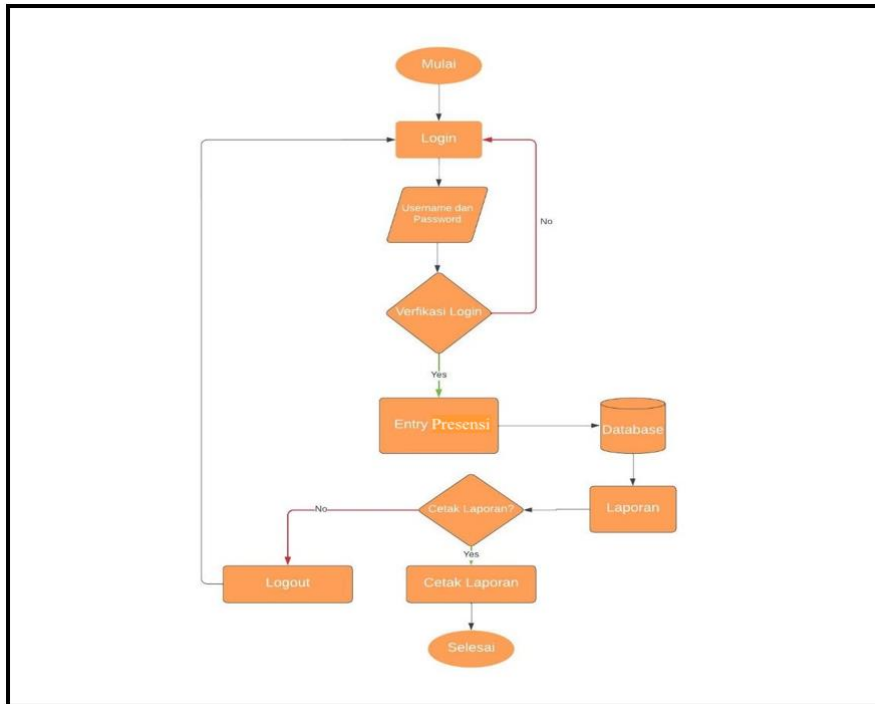 Mulai
Login
Username dan
Password
No
Verfikasi Login
Yes
Entry Presensi
Database
Laporan
Cetak Laporan?
No
Yes
Logout
Cetak Laporan
Selesai